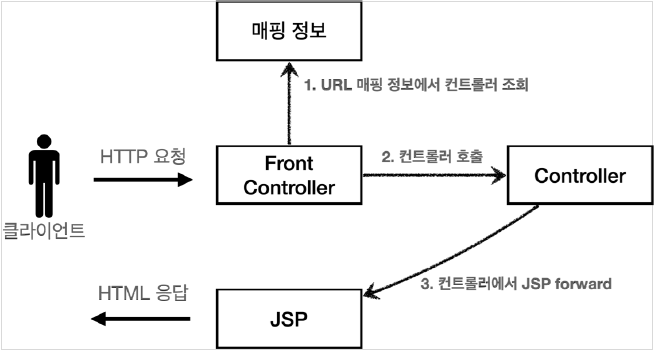 매핑 정보
1. URL 매핑 정보에서 컨트롤러 조회
HTTP 요청
Front
Controller
2. 컨트롤러 호출
Controller
클라이언트
3. 컨트롤러에서 JSP forward
HTML 응답
JSP